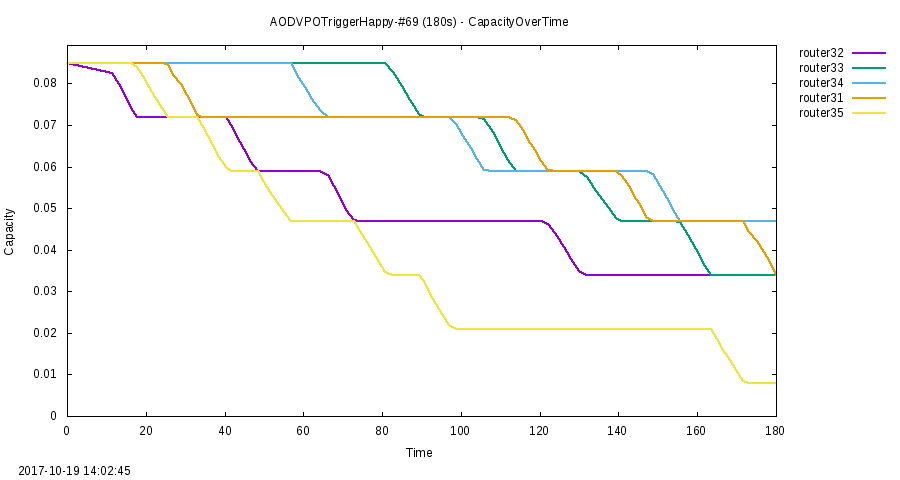 AODVPOTriggerHappy-#69 (180s) - CapacityOverTime
router32
router33
router34
router31
router35
0.08
0.07
0.06
0.05
0.04
0.03
0.02
0.01
0
Capacity
0 20 40 60 80 100 120 140 160 180
Time
2017-10-19 14:02:45